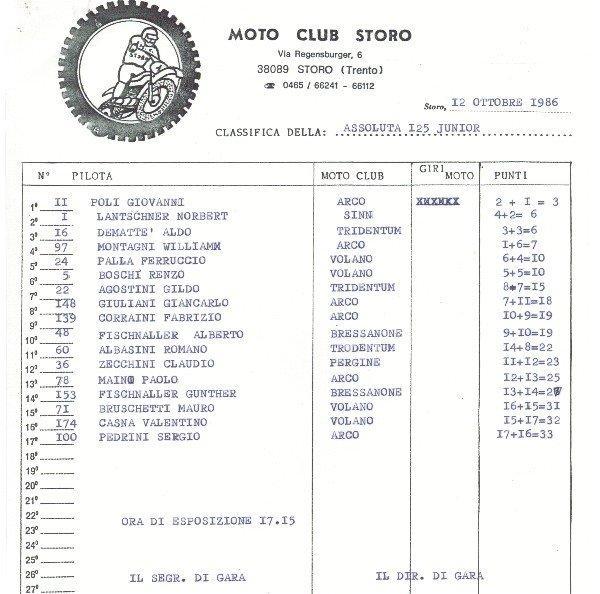 MOTO CLUB STORO
Via Regensburger, 6
38089 STORO (Trento)
☎ 0465 / 66241 - 66112
Storo, 12 OTTOBRE 1986
CLASSIFICA DELLA: ASSOLUTA I25 JUNIOR
N° PILOTA MOTO CLUB GIRI MOTO PUNTI
1° II POLI GIOVANNI ARCO XXXXXX 2 + I = 3
2° I LANTSCHNER NORBERT SINN 4+2= 6
3° I6 DEMATTE' ALDO TRIDENTUM 3+3=6
4° 97 MONTAGNI WILLIAMM ARCO I+6=7
5° 24 PALLA FERRUCCIO VOLANO 6+4=I0
6° 5 BOSCHI RENZO VOLANO 5+5=I0
7° 22 AGOSTINI GILDO TRIDENTUM 8+7=I5
8° I48 GIULIANI GIANCARLO ARCO 7+II=I8
9° I39 CORRAINI FABRIZIO ARCO I0+9=I9
10° 48 FISCHNALLER ALBERTO BRESSANONE 9+I0=I9
11° 60 ALBASINI ROMANO TRODENTUM I4+8=22
12° 36 ZECCHINI CLAUDIO PERGINE II+I2=23
13° 78 MAINO PAOLO ARCO I2+I3=25
14° I53 FISCHNALLER GUNTHER BRESSANONE I3+I4=27
15° 7I BRUSCHETTI MAURO VOLANO I6+I5=3I
16° I74 CASNA VALENTINO VOLANO I5+I7=32
17° I00 PEDRINI SERGIO ARCO I7+I6=33
18°
19°
20°
21°
22° ORA DI ESPOSIZIONE I7.I5
23°
24°
25°
26° IL SEGR. DI GARA IL DIR. DI GARA
27°